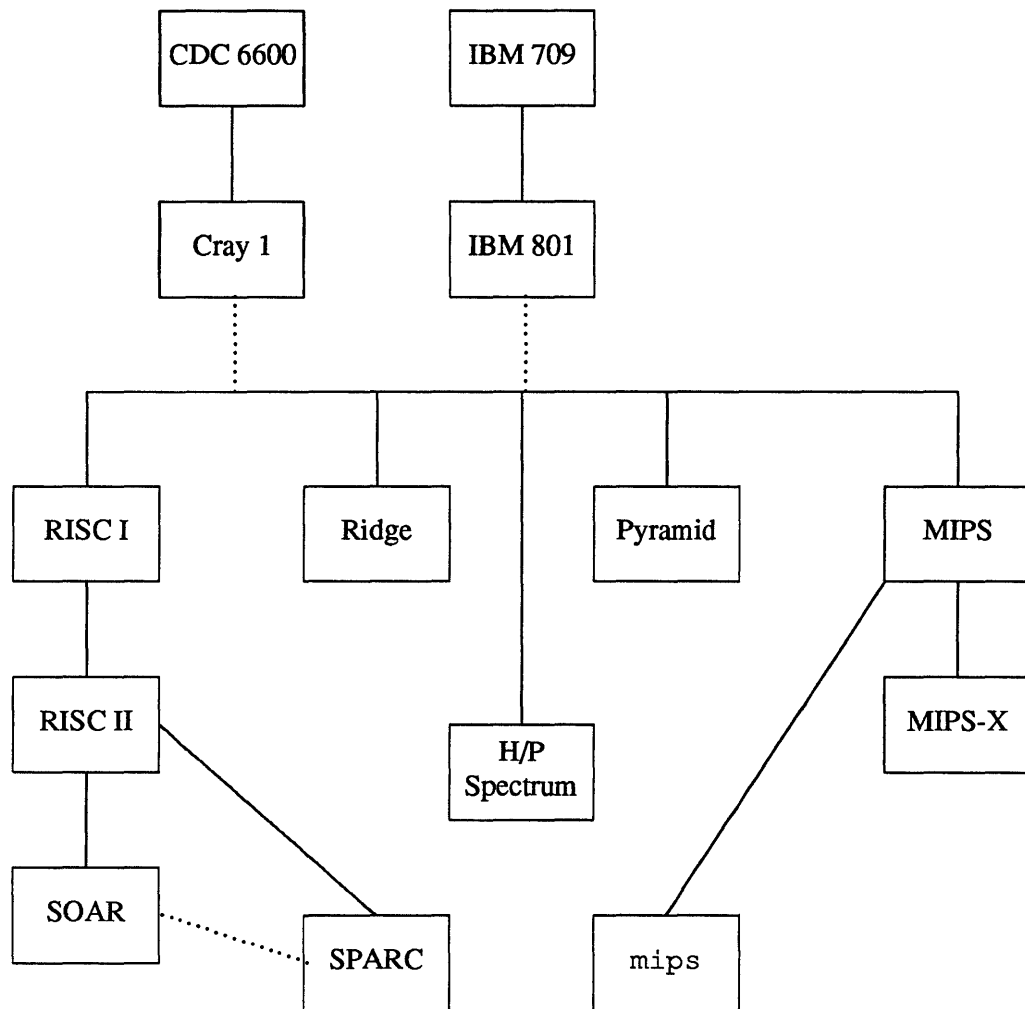 CDC 6600
IBM 709
Cray 1
IBM 801
RISC I
Ridge
Pyramid
MIPS
RISC II
MIPS-X
H/P
Spectrum
SOAR
SPARC
mips